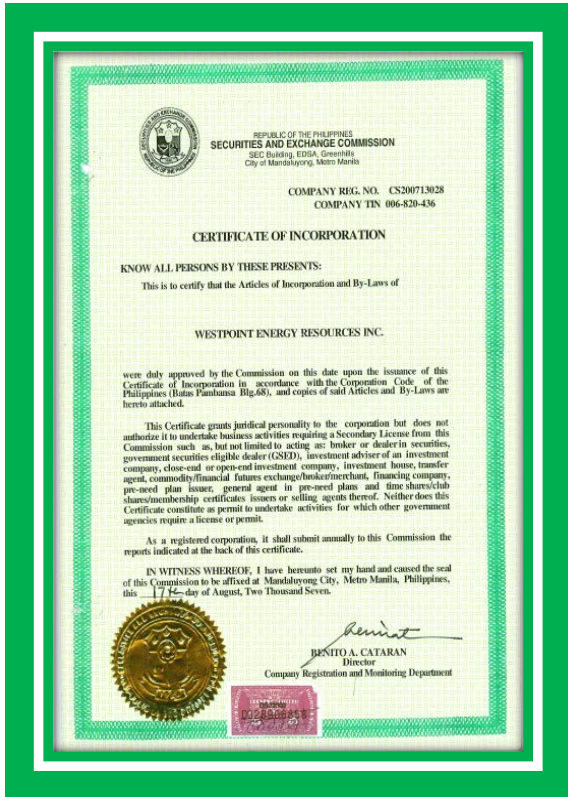 SECURITIES AND EXCHANGE COMMISSION
REPUBLIC OF THE PHILIPPINES
REPUBLIC OF THE PHILIPPINES
SECURITIES AND EXCHANGE COMMISSION
SEC Building, EDSA, Greenhills
City of Mandaluyong, Metro Manila
COMPANY REG. NO. CS200713028
COMPANY TIN 006-820-436
CERTIFICATE OF INCORPORATION
KNOW ALL PERSONS BY THESE PRESENTS:
This is to certify that the Articles of Incorporation and By-Laws of
WESTPOINT ENERGY RESOURCES INC.
were duly approved by the Commission on this date upon the issuance of this
Certificate of Incorporation in accordance with the Corporation Code of the
Philippines (Batas Pambansa Blg.68), and copies of said Articles and By-Laws are
hereto attached.
This Certificate grants juridical personality to the corporation but does not
authorize it to undertake business activities requiring a Secondary License from this
Commission such as, but not limited to acting as: broker or dealer in securities,
government securities eligible dealer (GSED), investment adviser of an investment
company, close-end or open-end investment company, investment house, transfer
agent, commodity/financial futures exchange/broker/merchant, financing company,
pre-need plan issuer, general agent in pre-need plans and time shares/club
shares/membership certificates issuers or selling agents thereof. Neither does this
Certificate constitute as permit to undertake activities for which other government
agencies require a license or permit.
As a registered corporation, it shall submit annually to this Commission the
reports indicated at the back of this certificate.
IN WITNESS WHEREOF, I have hereunto set my hand and caused the seal
of this Commission to be affixed at Mandaluyong City, Metro Manila, Philippines,
this 17th day of August, Two Thousand Seven.
BENITO A. CATARAN
Director
Company Registration and Monitoring Department